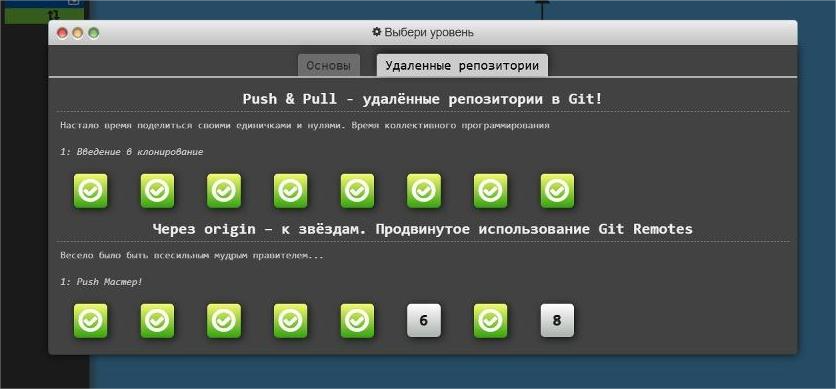 Выбери уровень
Основы
Удаленные репозитории
Push & Pull - удалённые репозитории в Git!
Настало время поделиться своими единичками и нулями. Время коллективного программирования
1: Введение в клонирование
Через origin – к звёздам. Продвинутое использование Git Remotes
Весело было быть всесильным мудрым правителем...
1: Push Мастер!
6
8